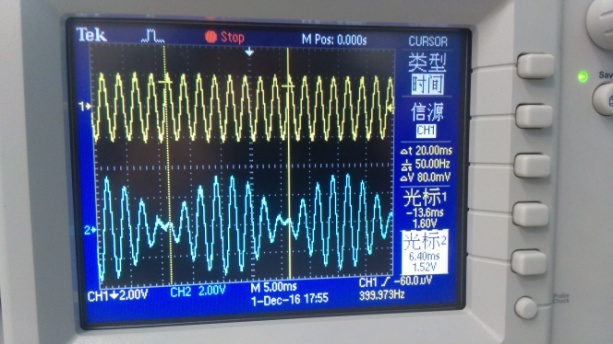 Tek
Stop
M Pos: 0.000s
CURSOR
类型
时间
信源
CH1
Δt 20.00ms
1/Δt 50.00Hz
ΔV 80.0mV
光标1
-13.6ms
1.60V
光标2
6.40ms
1.52V
1
2
CH1 2.00V
CH2 2.00V
M 5.00ms
CH1
-60.0uV
1-Dec-16 17:55
399.973Hz